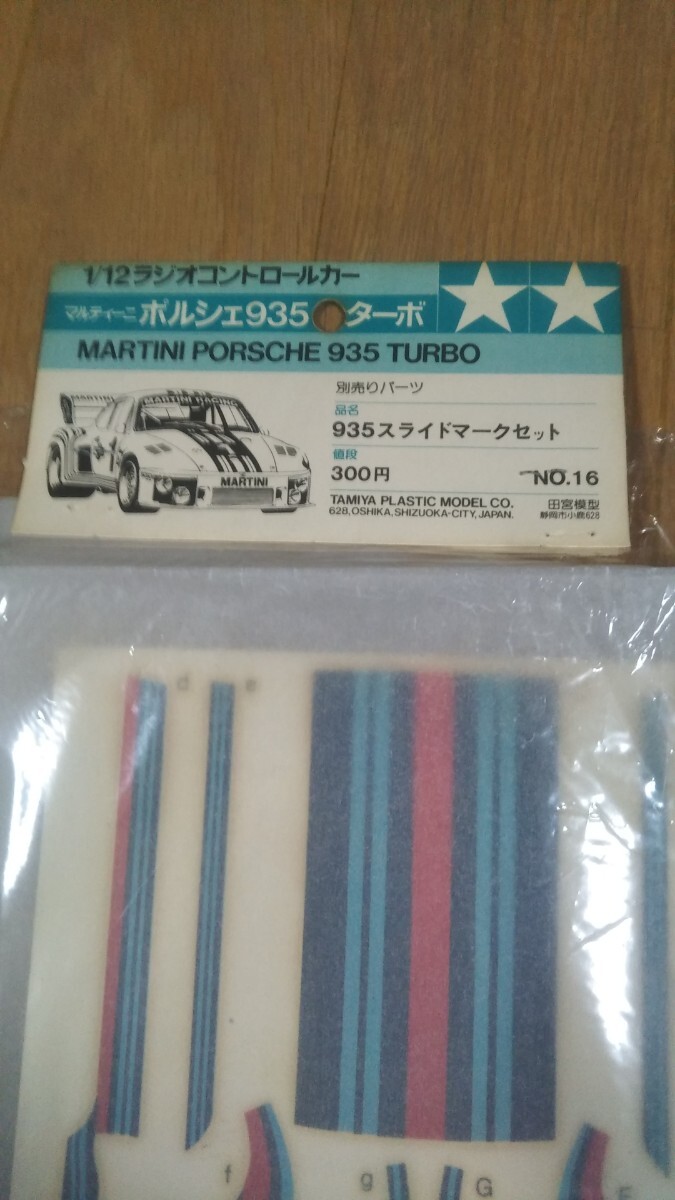 1/12ラジオコントロールカー
マルティーニ ポルシェ935 ターボ
MARTINI PORSCHE 935 TURBO
別売りパーツ
品名
935スライドマークセット
値段
300円
NO.16
TAMIYA PLASTIC MODEL CO.
628, OSHIKA, SHIZUOKA-CITY, JAPAN.
田宮模型
静岡市小鹿628
MARTINI
MARTINI RACING
1
MARTINI
d
e
f
g
G
F